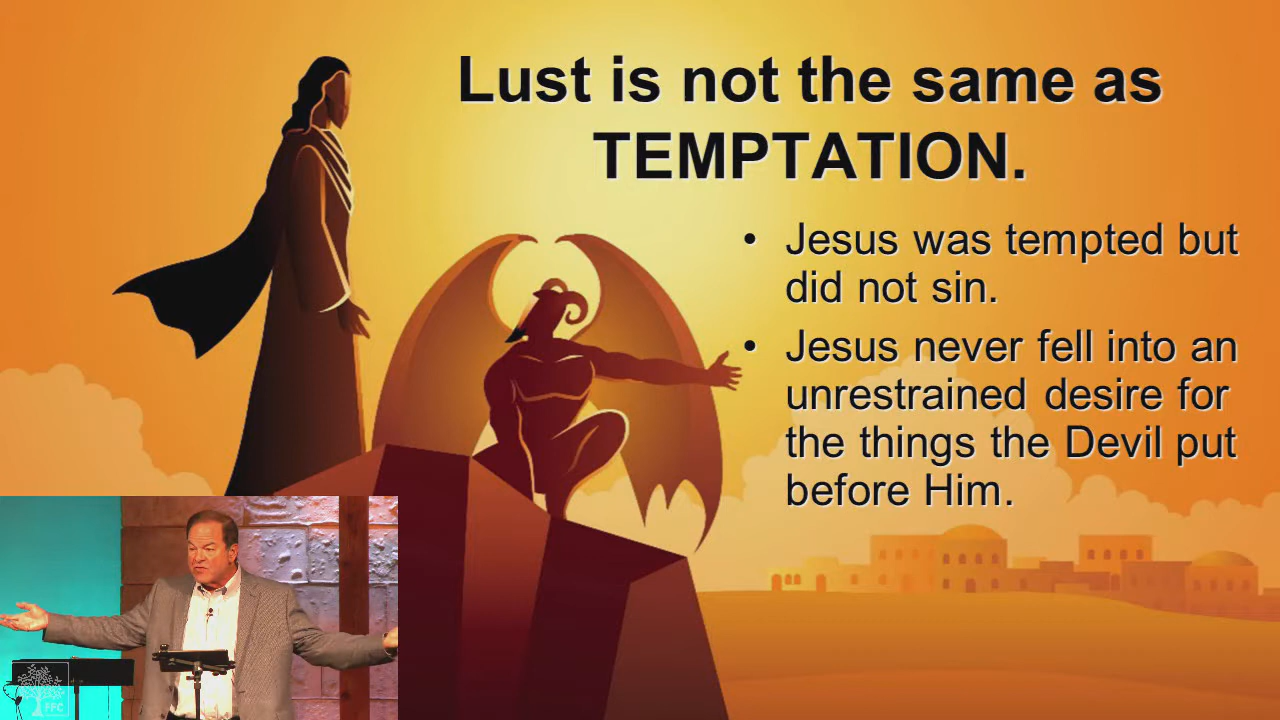 Lust is not the same as
TEMPTATION.
• Jesus was tempted but
did not sin.
• Jesus never fell into an
unrestrained desire for
the things the Devil put
before Him.
FPC